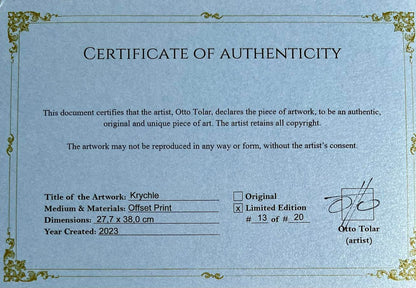 CERTIFICATE OF AUTHENTICITY
This document certifies that the artist, Otto Tolar, declares the piece of artwork, to be an authentic,
original and unique piece of art. The artist retains all copyright.
The artwork may not be reproduced in any way or form, without the artist's consent.
Title of the Artwork: Krychle
Medium & Materials: Offset Print
Dimensions: 27,7 x 38,0 cm
Year Created: 2023
Original
x Limited Edition
# 13 of # 20
Otto Tolar
(artist)